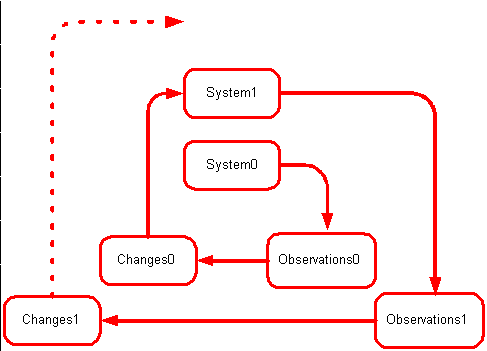 System1
System0
Changes0
Observations0
Changes1
Observations1